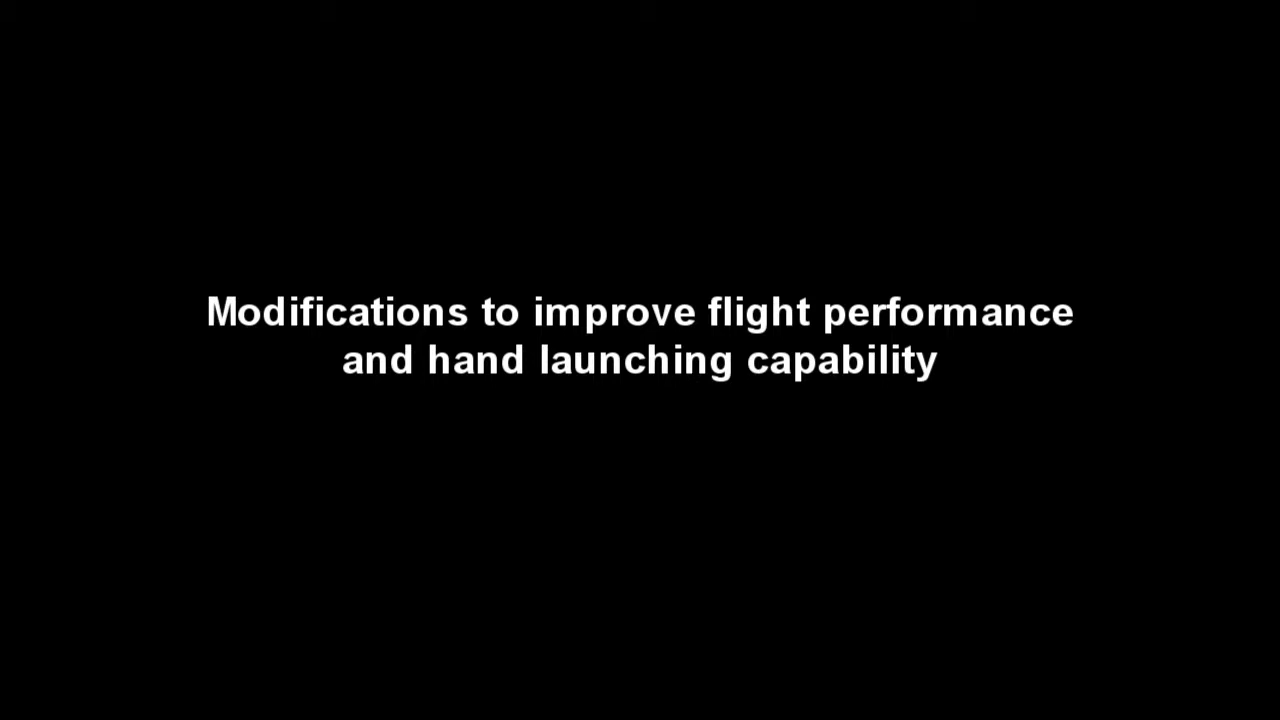 Modifications to improve flight performance
and hand launching capability